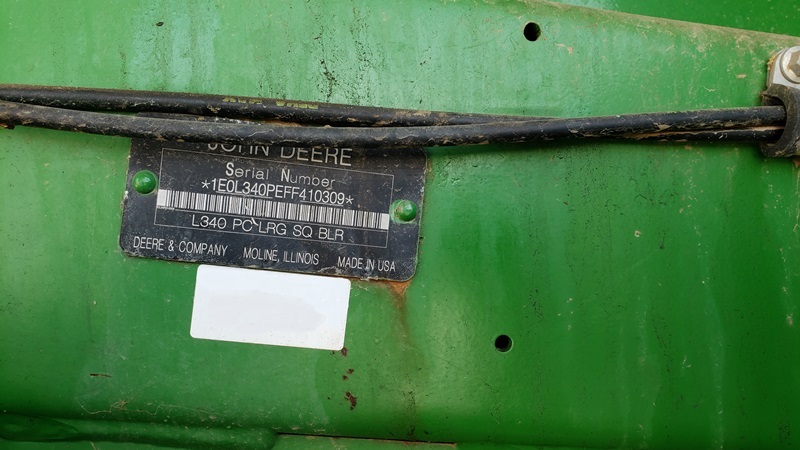 JOHN DEERE
Serial Number
*1E0L340PEFF410309*
L340 PC LRG SQ BLR
DEERE & COMPANY MOLINE, ILLINOIS MADE IN USA